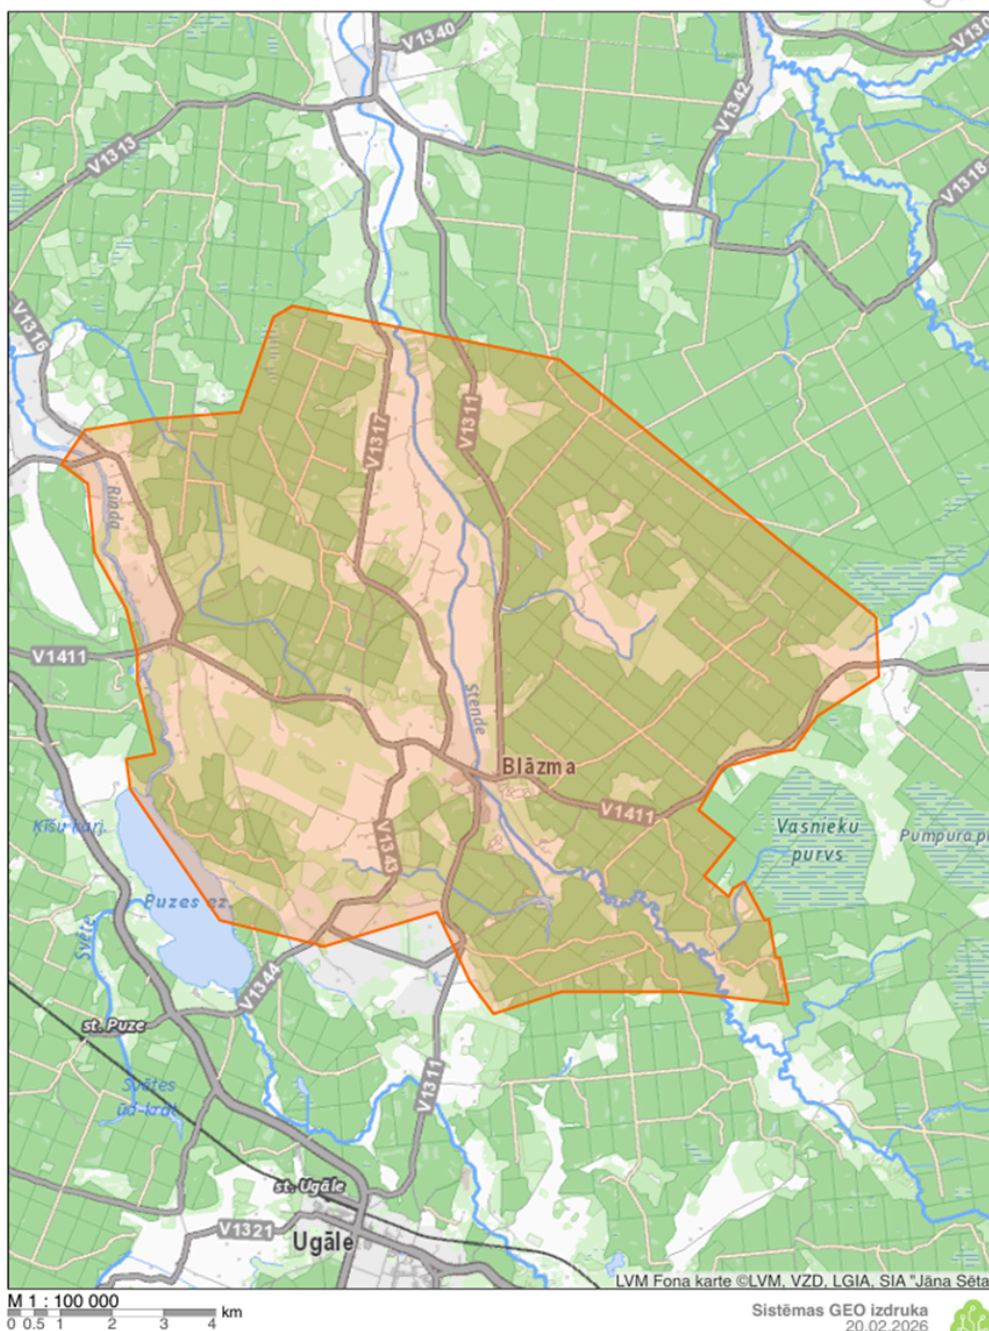 V1340
V130
V1342
V1313
V1318
V1316
V1317
V1311
Rinda
V1411
Stende
Blāzma
V1411
Vasnieku
purvs
Pumpura p
Kīšu karj.
V1343
Puzes ez.
Svēte
V1344
st. Puze
Svētes
ūd-krāt.
V1311
st. Ugāle
V1321
Ugāle
LVM Fona karte ©LVM, VZD, LGIA, SIA "Jāņa Sēta
M 1 : 100 000
0 0.5 1 2 3 4 km
Sistēmas GEO izdruka
20.02.2026